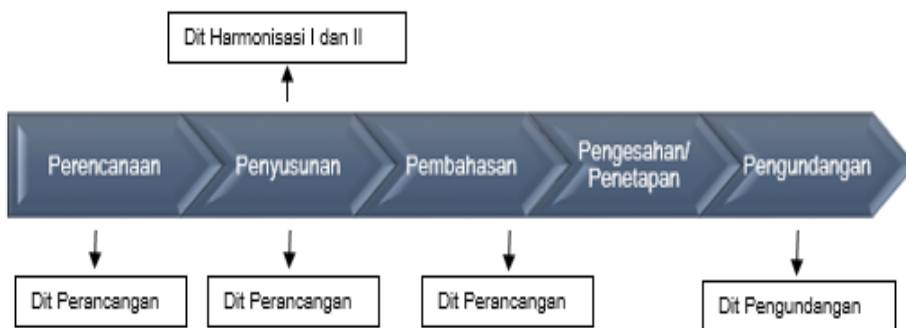 Dit Harmonisasi I dan II
Perencanaan
Penyusunan
Pembahasan
Pengesahan/
Penetapan
Pengundangan
Dit Perancangan
Dit Perancangan
Dit Perancangan
Dit Pengundangan